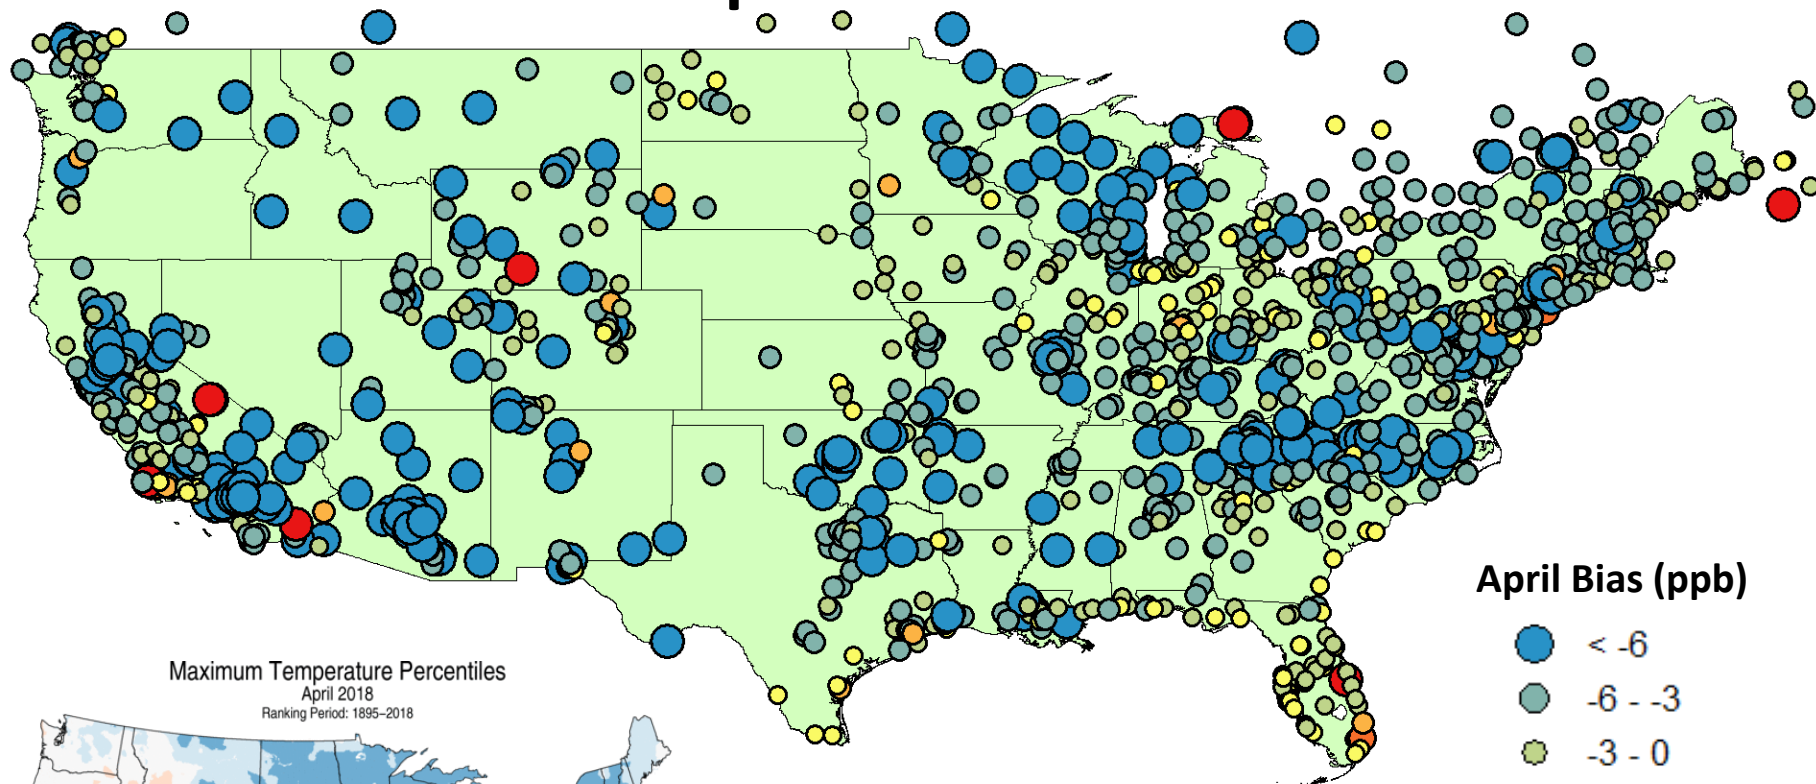 April Bias (ppb)
< -6
-6 - -3
-3 - 0
Maximum Temperature Percentiles
April 2018
Ranking Period: 1895–2018